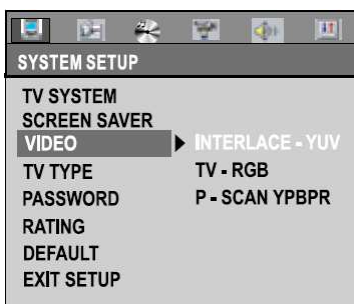 SYSTEM SETUP
TV SYSTEM
SCREEN SAVER
VIDEO
INTERLACE - YUV
TV TYPE
TV - RGB
PASSWORD
P - SCAN YPBPR
RATING
DEFAULT
EXIT SETUP